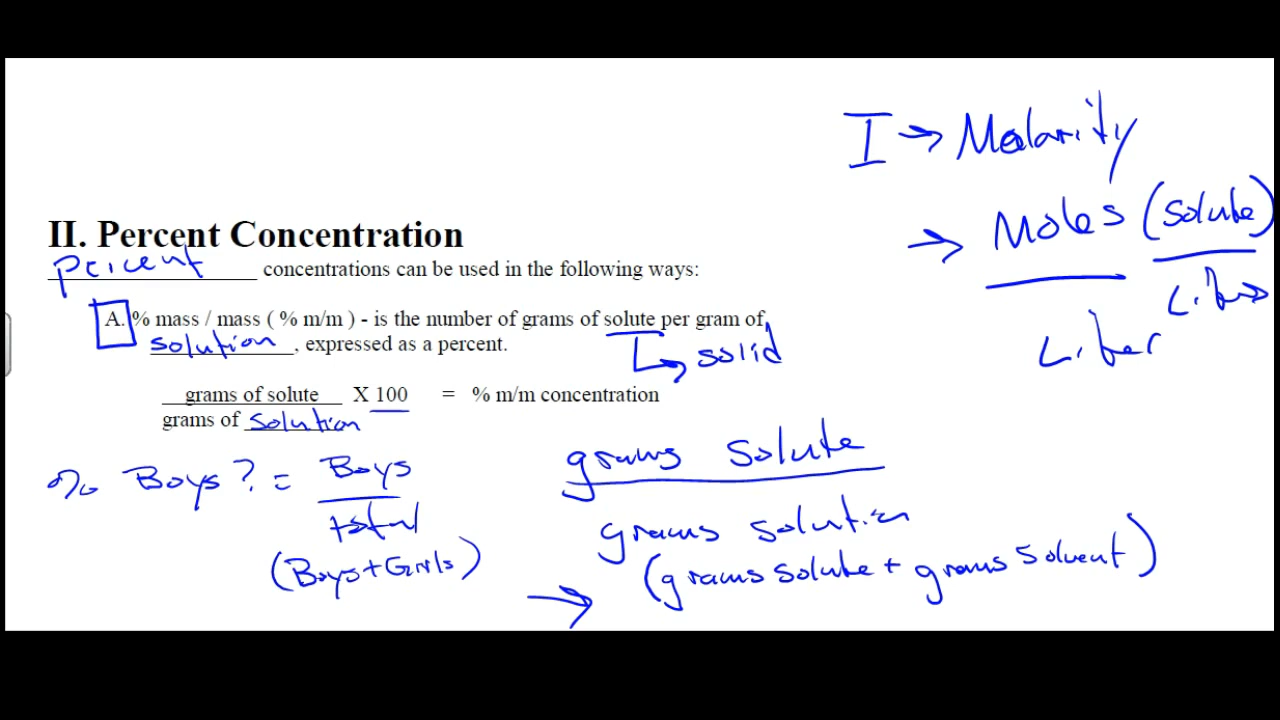 I → Molarity
→ Moles (solute)
Liter Liters
II. Percent Concentration
Percent concentrations can be used in the following ways:
A. % mass / mass ( % m/m ) - is the number of grams of solute per gram of
solution, expressed as a percent.
↳ solid
grams of solute X 100 = % m/m concentration
grams of solution
% Boys? = Boys
total
(Boys + Girls)
grams solute
grams solution
(grams solute + grams solvent)
→